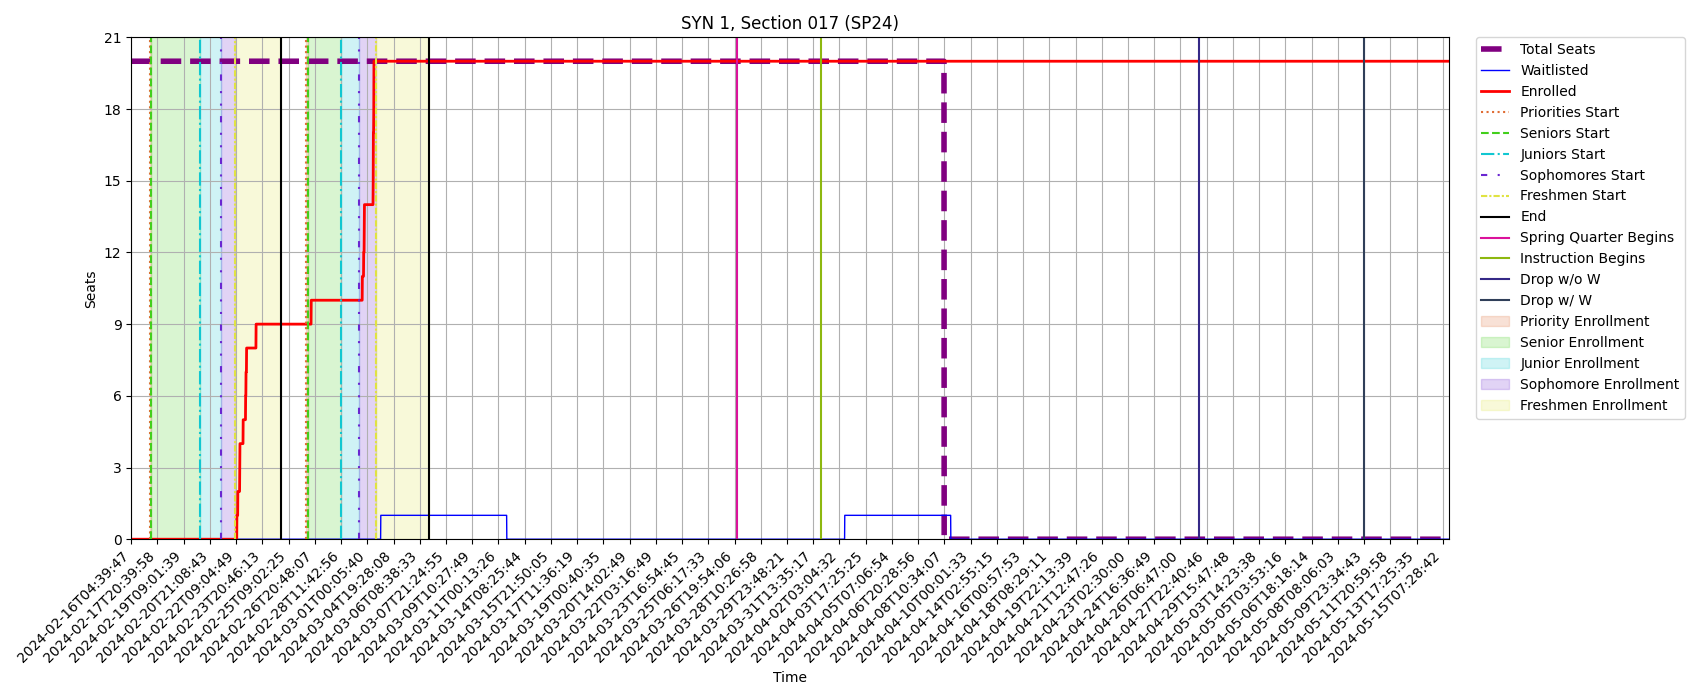 SYN 1, Section 017 (SP24)
Seats
21
18
15
12
9
6
3
0
2024-02-16T04:39:47
2024-02-17T20:39:58
2024-02-19T09:01:39
2024-02-20T21:08:43
2024-02-22T09:04:49
2024-02-23T20:46:13
2024-02-25T09:02:25
2024-02-26T20:48:07
2024-02-28T11:42:56
2024-03-01T00:05:40
2024-03-04T19:28:08
2024-03-06T08:38:33
2024-03-07T21:24:55
2024-03-09T10:27:49
2024-03-11T00:13:26
2024-03-14T08:25:44
2024-03-15T21:50:05
2024-03-17T11:36:19
2024-03-19T00:40:35
2024-03-20T14:02:49
2024-03-22T03:16:49
2024-03-23T16:54:45
2024-03-25T06:17:33
2024-03-26T19:54:06
2024-03-28T10:26:58
2024-03-29T23:48:21
2024-03-31T13:35:17
2024-04-02T03:04:32
2024-04-03T17:25:25
2024-04-05T07:06:54
2024-04-06T20:28:56
2024-04-08T10:34:07
2024-04-10T00:01:33
2024-04-14T02:55:15
2024-04-16T00:57:53
2024-04-18T08:29:11
2024-04-19T22:13:39
2024-04-21T12:47:26
2024-04-23T02:30:00
2024-04-24T16:36:49
2024-04-26T06:47:00
2024-04-27T22:40:46
2024-04-29T15:47:48
2024-05-03T14:23:38
2024-05-05T03:53:16
2024-05-06T18:18:14
2024-05-08T08:06:03
2024-05-09T23:34:43
2024-05-11T20:59:58
2024-05-13T17:25:35
2024-05-15T07:28:42
Time
Total Seats
Waitlisted
Enrolled
Priorities Start
Seniors Start
Juniors Start
Sophomores Start
Freshmen Start
End
Spring Quarter Begins
Instruction Begins
Drop w/o W
Drop w/ W
Priority Enrollment
Senior Enrollment
Junior Enrollment
Sophomore Enrollment
Freshmen Enrollment